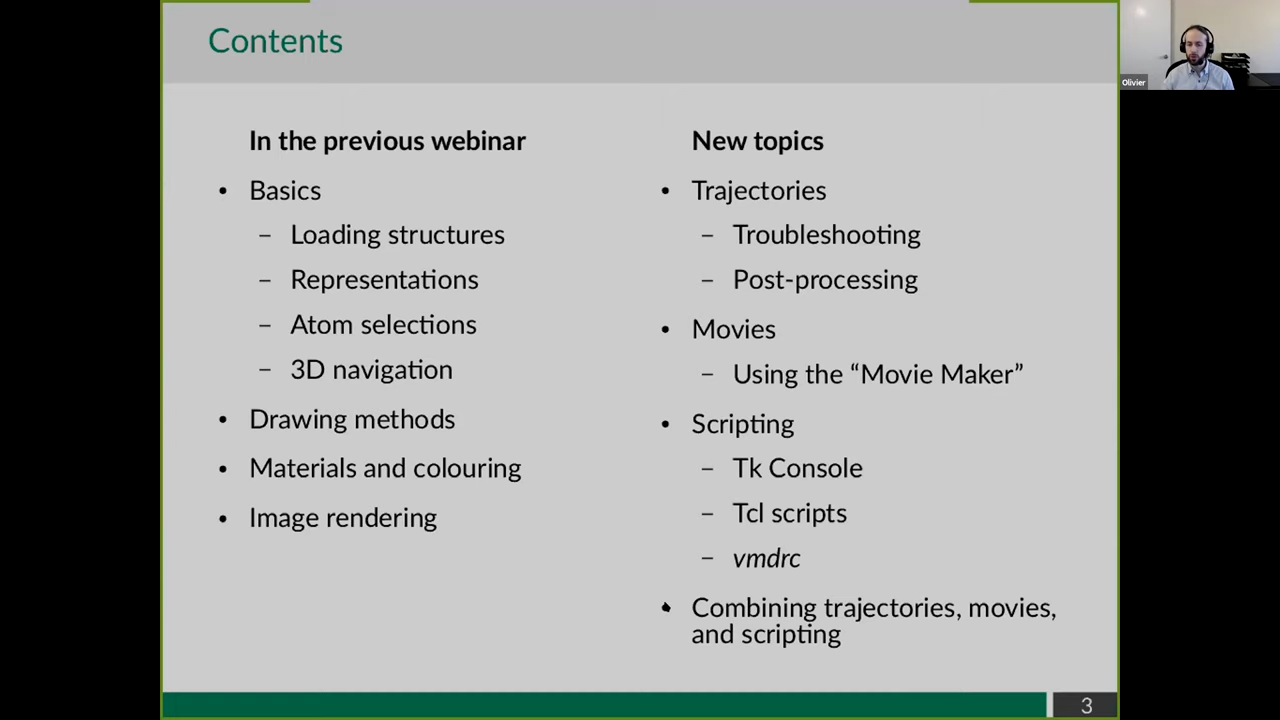 Contents
In the previous webinar
• Basics
– Loading structures
– Representations
– Atom selections
– 3D navigation
• Drawing methods
• Materials and colouring
• Image rendering
New topics
• Trajectories
– Troubleshooting
– Post-processing
• Movies
– Using the “Movie Maker”
• Scripting
– Tk Console
– Tcl scripts
– vmdrc
• Combining trajectories, movies,
and scripting
3
Olivier